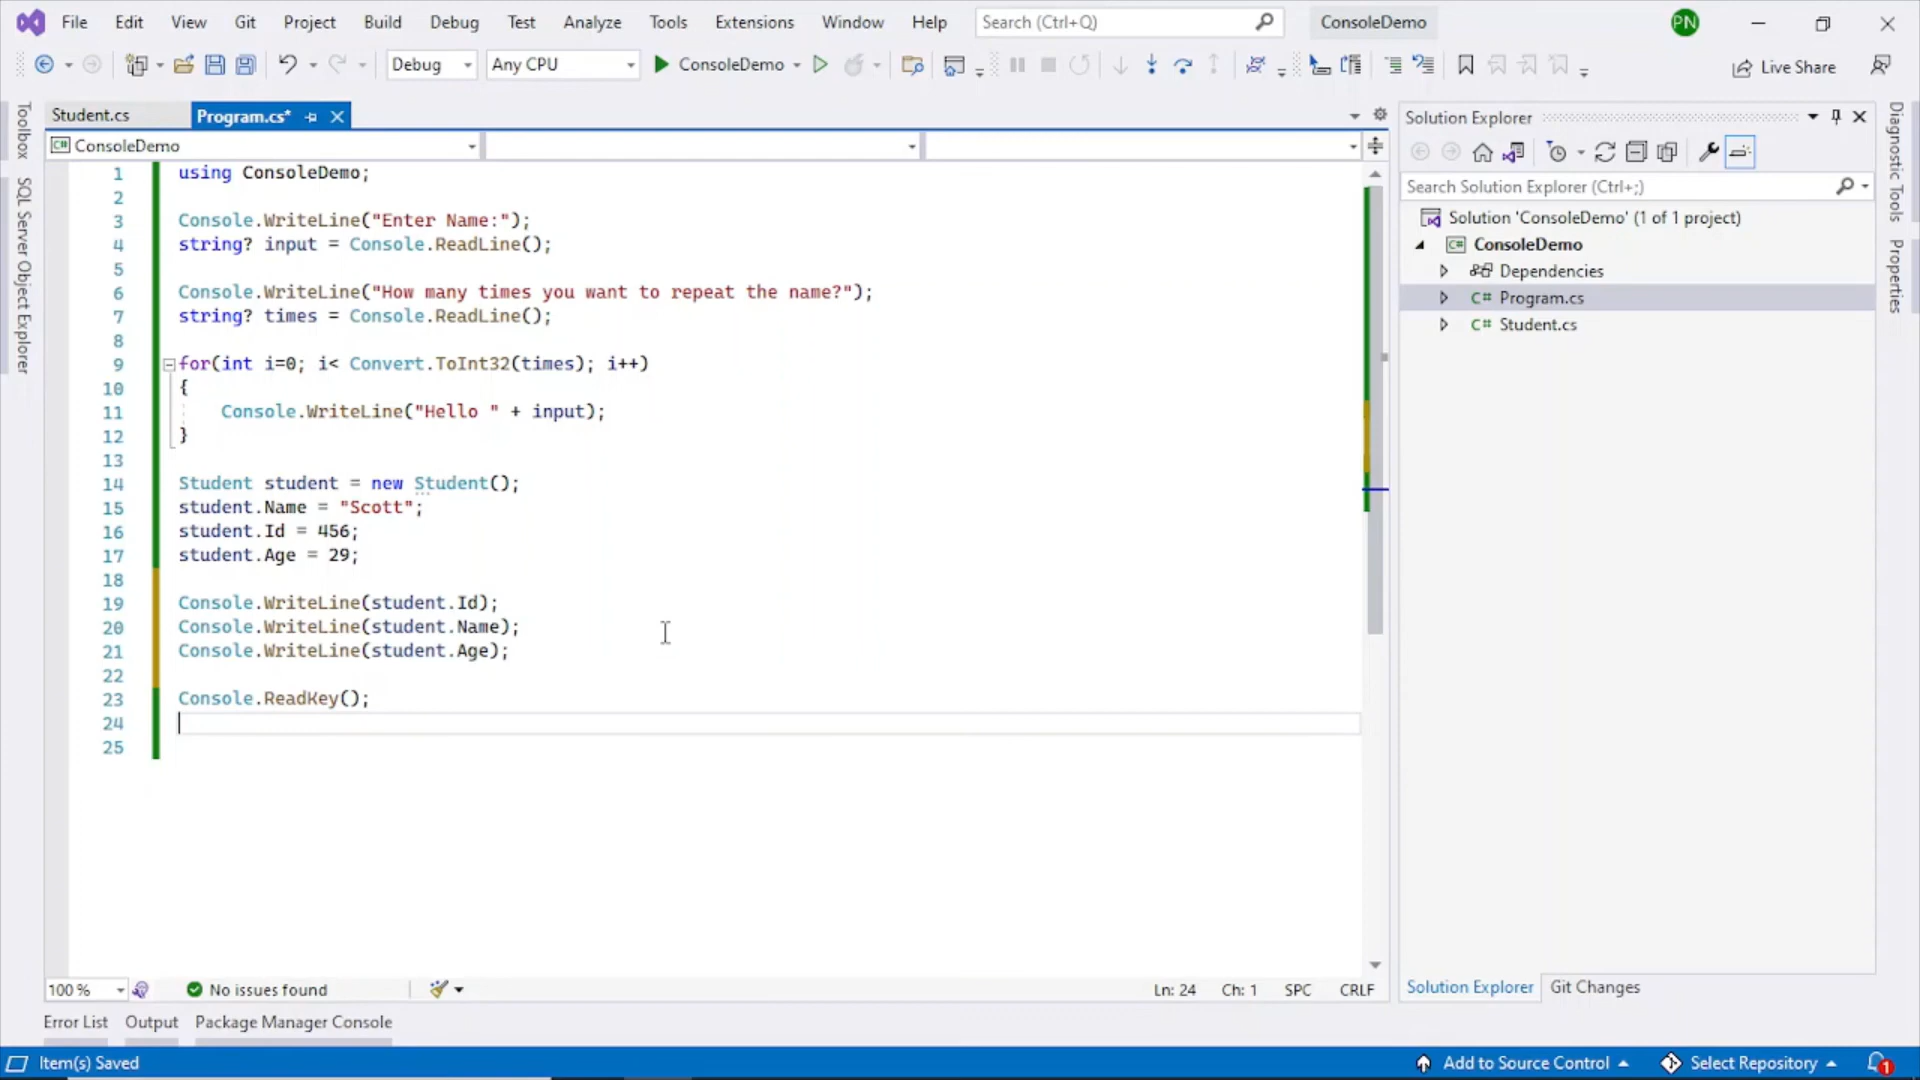 File Edit View Git Project Build Debug Test Analyze Tools Extensions Window Help Search (Ctrl+Q) ConsoleDemo PN
Debug Any CPU ConsoleDemo Live Share
Toolbox
SQL Server Object Explorer
Student.cs Program.cs*
C# ConsoleDemo
1 using ConsoleDemo;
2
3 Console.WriteLine("Enter Name:");
4 string? input = Console.ReadLine();
5
6 Console.WriteLine("How many times you want to repeat the name?");
7 string? times = Console.ReadLine();
8
9 for(int i=0; i< Convert.ToInt32(times); i++)
10 {
11 Console.WriteLine("Hello " + input);
12 }
13
14 Student student = new Student();
15 student.Name = "Scott";
16 student.Id = 456;
17 student.Age = 29;
18
19 Console.WriteLine(student.Id);
20 Console.WriteLine(student.Name);
21 Console.WriteLine(student.Age);
22
23 Console.ReadKey();
24
25
100 % No issues found Ln: 24 Ch: 1 SPC CRLF
Solution Explorer
Search Solution Explorer (Ctrl+;)
Solution 'ConsoleDemo' (1 of 1 project)
C# ConsoleDemo
Dependencies
C# Program.cs
C# Student.cs
Solution Explorer Git Changes
Diagnostic Tools
Properties
Error List Output Package Manager Console
Item(s) Saved Add to Source Control Select Repository 1